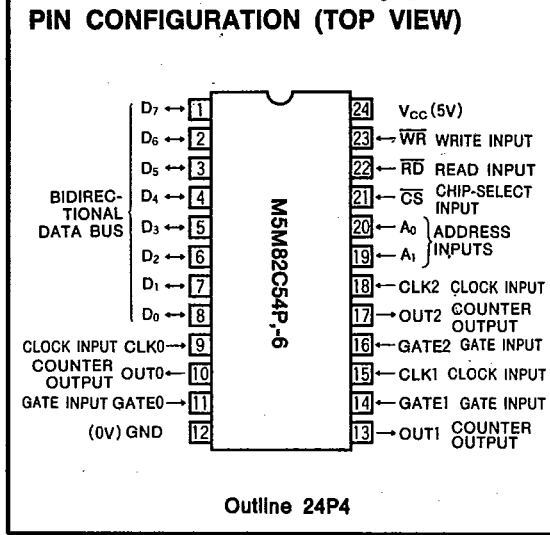 PIN CONFIGURATION (TOP VIEW)
D7 ↔ 1
D6 ↔ 2
D5 ↔ 3
D4 ↔ 4
D3 ↔ 5
D2 ↔ 6
D1 ↔ 7
D0 ↔ 8
BIDIREC-
TIONAL
DATA BUS
CLOCK INPUT CLK0→ 9
COUNTER
OUTPUT OUT0← 10
GATE INPUT GATE0→ 11
(0V) GND 12
M5M82C54P,-6
24 VCC (5V)
23 ← W̅R̅ WRITE INPUT
22 ← R̅D̅ READ INPUT
21 ← C̅S̅ CHIP-SELECT
INPUT
20 ← A0
19 ← A1
ADDRESS
INPUTS
18 ← CLK2 CLOCK INPUT
17 → OUT2 COUNTER
OUTPUT
16 ← GATE2 GATE INPUT
15 ← CLK1 CLOCK INPUT
14 ← GATE1 GATE INPUT
13 → OUT1 COUNTER
OUTPUT
Outline 24P4